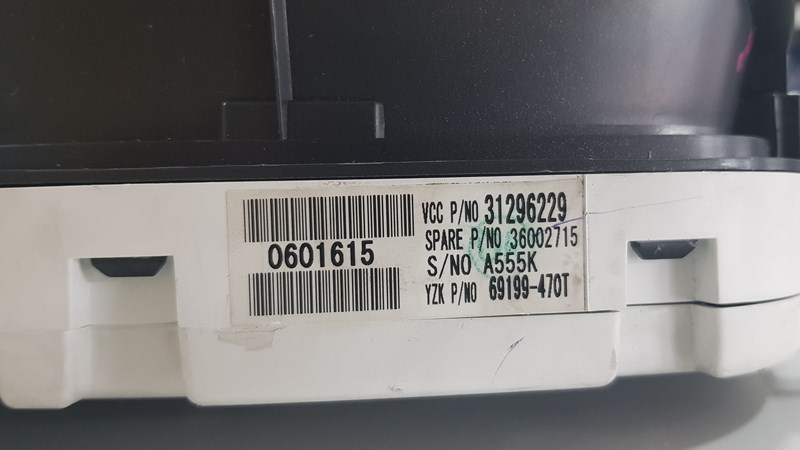 0601615
VCC P/NO 31296229
SPARE P/NO 36002715
S/NO A555K
YZK P/NO 69199-470T